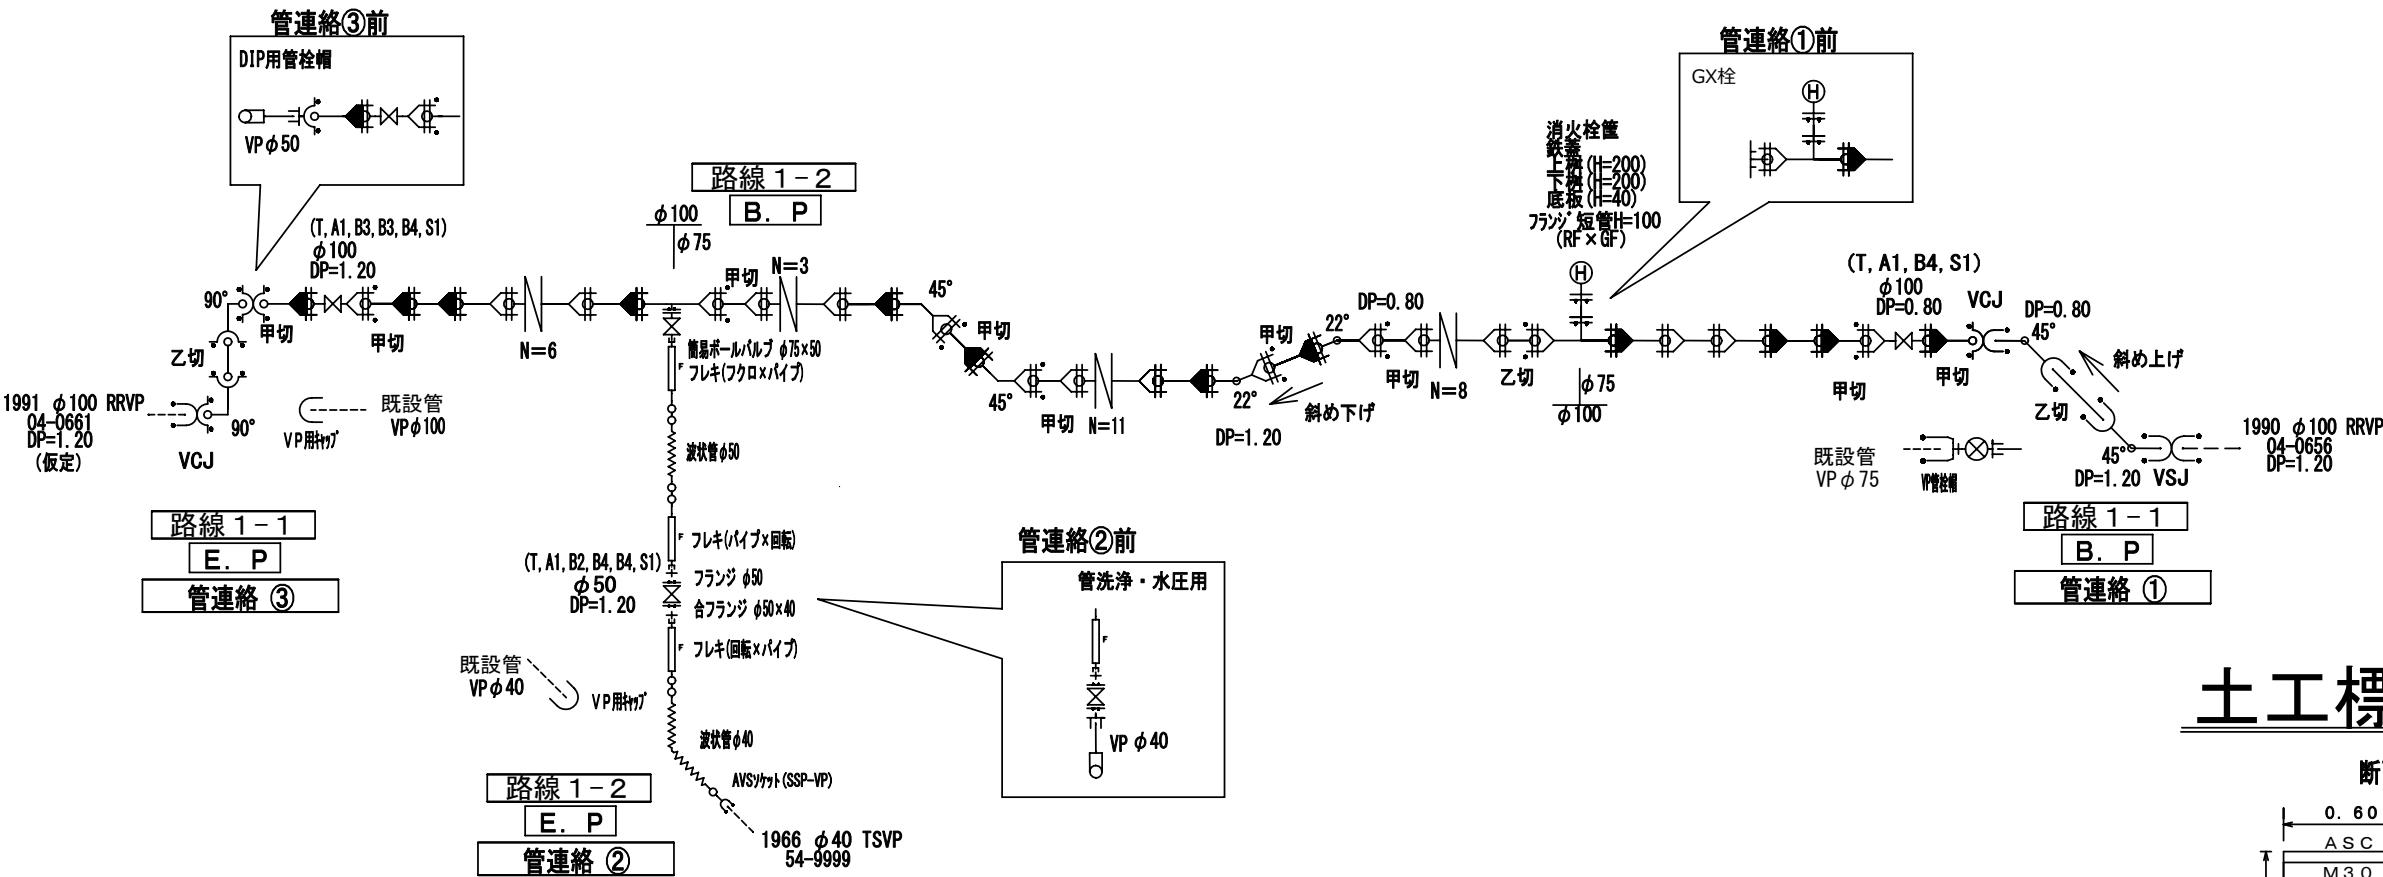 管連絡③前
DIP用管栓帽
VPφ50
管連絡①前
GX栓
H
消火栓筐
鉄蓋
上桝(H=200)
下桝(H=200)
底板(H=40)
フランジ短管H=100
(RF×GF)
H
路線1-2
B. P
φ100
φ75
(T, A1, B3, B3, B4, S1)
φ100
DP=1.20
90°
甲切
甲切
乙切
N=6
甲切
N=3
45°
甲切
45°
甲切
N=11
DP=1.20
22°
甲切
22°
斜め下げ
DP=0.80
甲切
N=8
乙切
φ75
φ100
(T, A1, B4, S1)
φ100
DP=0.80
甲切
甲切
VCJ
DP=0.80
45°
斜め上げ
乙切
45°
DP=1.20
VSJ
1990 φ100 RRVP
04-0656
DP=1.20
既設管
VPφ75
VP管栓帽
路線1-1
B. P
管連絡 ①
1991 φ100 RRVP
04-0661
DP=1.20
(仮定)
90°
VCJ
VP用キャップ
既設管
VPφ100
路線1-1
E. P
管連絡 ③
簡易ボールバルブ φ75×50
F
フレキ(フクロ×パイプ)
波状管φ50
F
フレキ(パイプ×回転)
(T, A1, B2, B4, B4, S1)
φ50
DP=1.20
フランジ φ50
合フランジ φ50×40
F
フレキ(回転×パイプ)
既設管
VPφ40
VP用キャップ
波状管φ40
AVSソケット(SSP-VP)
1966 φ40 TSVP
54-9999
路線1-2
E. P
管連絡 ②
管連絡②前
管洗浄・水圧用
F
VPφ40
土工標
断
0.60
ASC
M30